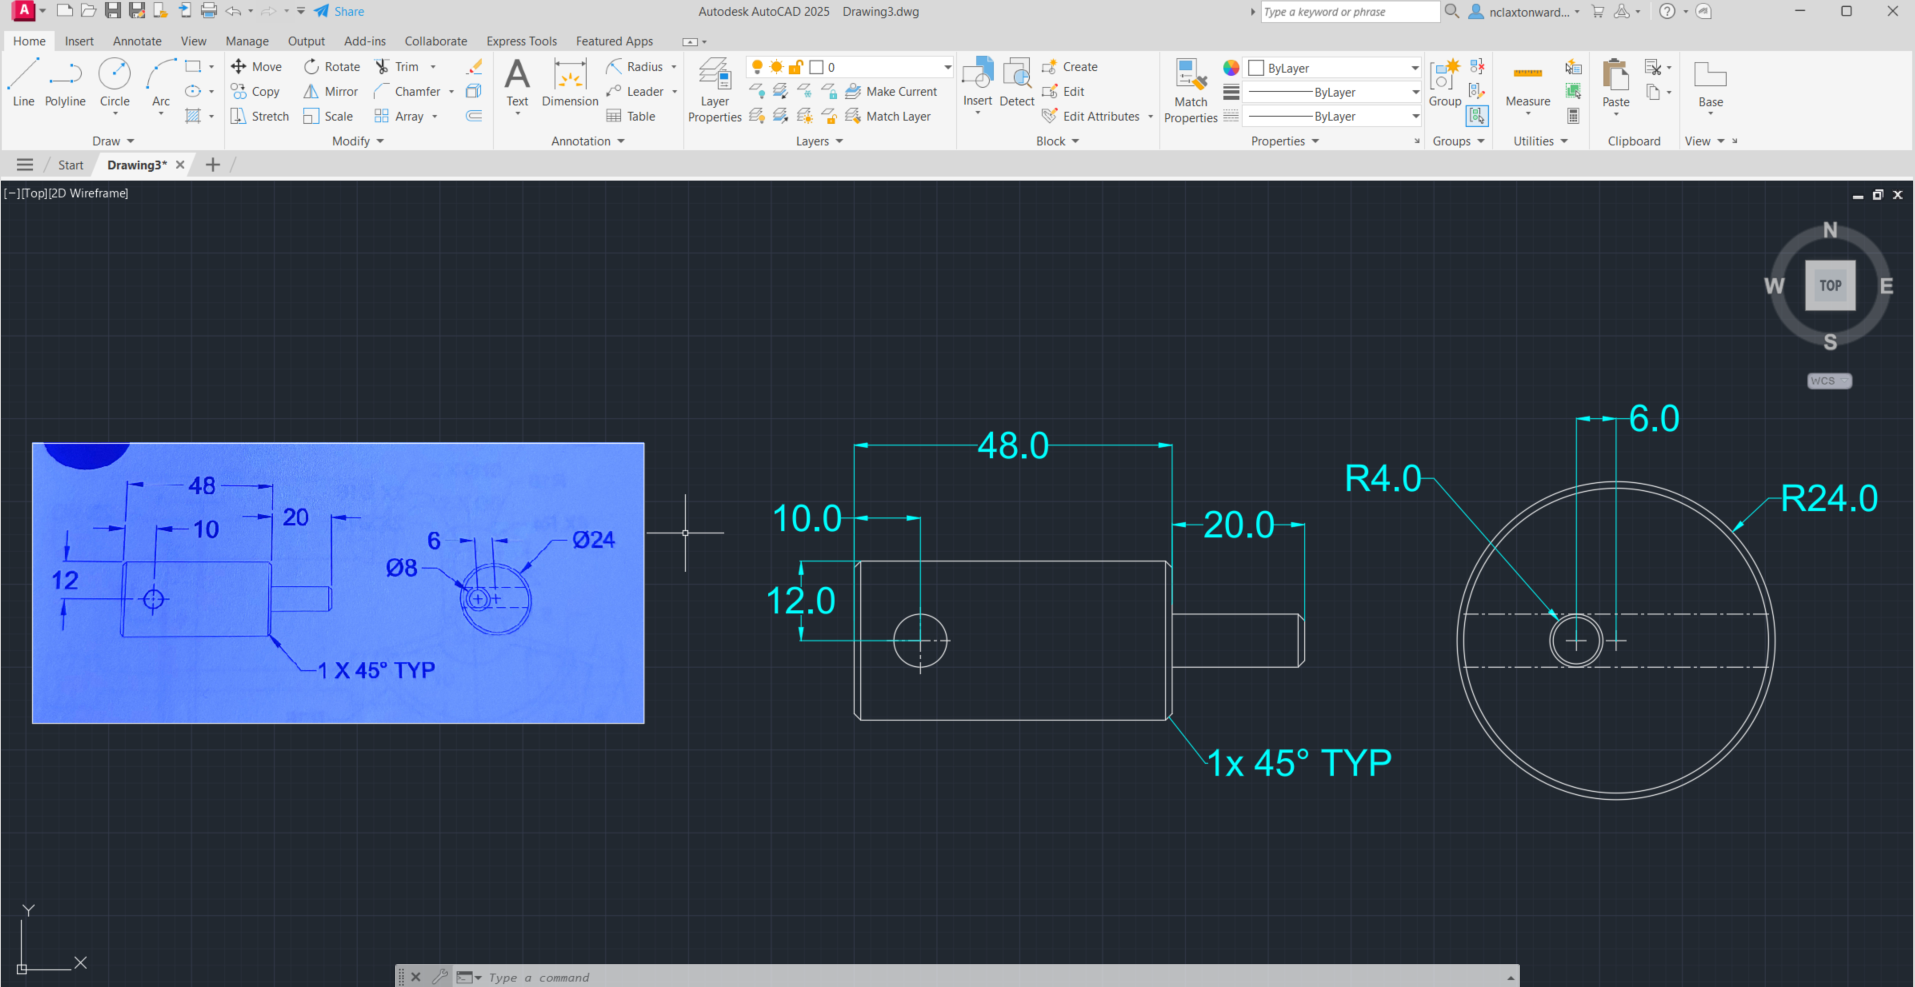 A Share Autodesk AutoCAD 2025 Drawing3.dwg Type a keyword or phrase nclaxtonward...
Home Insert Annotate View Manage Output Add-ins Collaborate Express Tools Featured Apps
Line Polyline Circle Arc
Move Rotate Trim
Copy Mirror Chamfer
Stretch Scale Array
A Text Dimension
Radius
Leader
Table
Layer Properties
0
Make Current
Match Layer
Insert Detect
Create
Edit
Edit Attributes
Match Properties
ByLayer
ByLayer
ByLayer
Group Measure Paste Base
Draw Modify Annotation Layers Block Properties Groups Utilities Clipboard View
Start Drawing3*
[−][Top][2D Wireframe]
N
W TOP E
S
WCS
48
10
20
12
6
Ø24
Ø8
1 X 45° TYP
48.0
10.0
20.0
12.0
1x 45° TYP
6.0
R4.0
R24.0
Y
X
Type a command